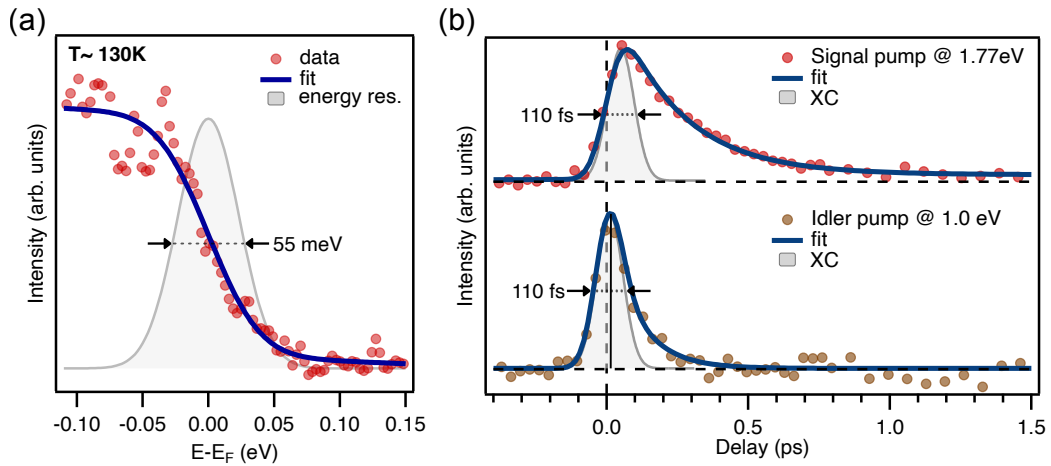 (a)
T~ 130K
data
fit
energy res.
55 meV
Intensity (arb. units)
-0.10 -0.05 0.00 0.05 0.10 0.15
E-EF (eV)
(b)
Signal pump @ 1.77eV
fit
XC
110 fs
Idler pump @ 1.0 eV
fit
XC
110 fs
Intensity (arb. units)
0.0 0.5 1.0 1.5
Delay (ps)